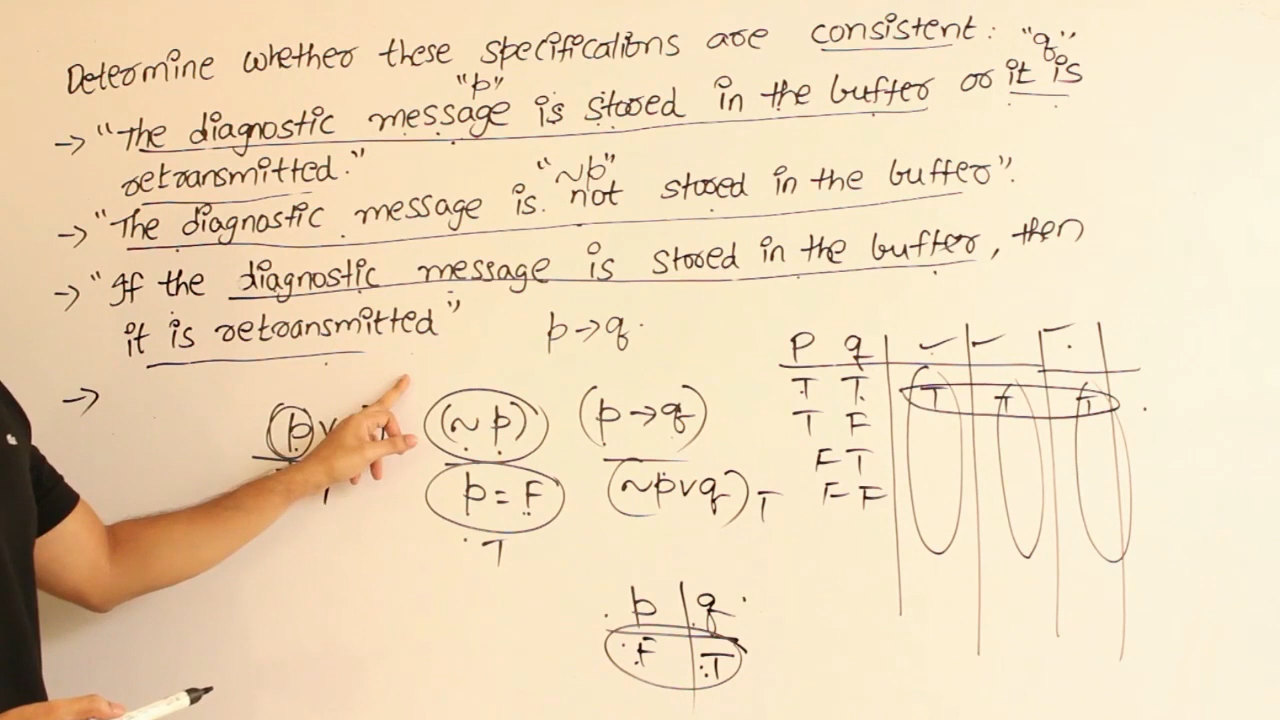 Determine whether these specifications are consistent: "q"
"p"
→ "The diagnostic message is stored in the buffer or it is
retransmitted."
"~p"
→ "The diagnostic message is not stored in the buffer".
→ "If the diagnostic message is stored in the buffer, then
it is retransmitted"
p→q
→
(p) v
(~p)
(p→q)
p = F
T
(~p v q) T
p q
T T T T T
T F
F T
F F
p q
F T